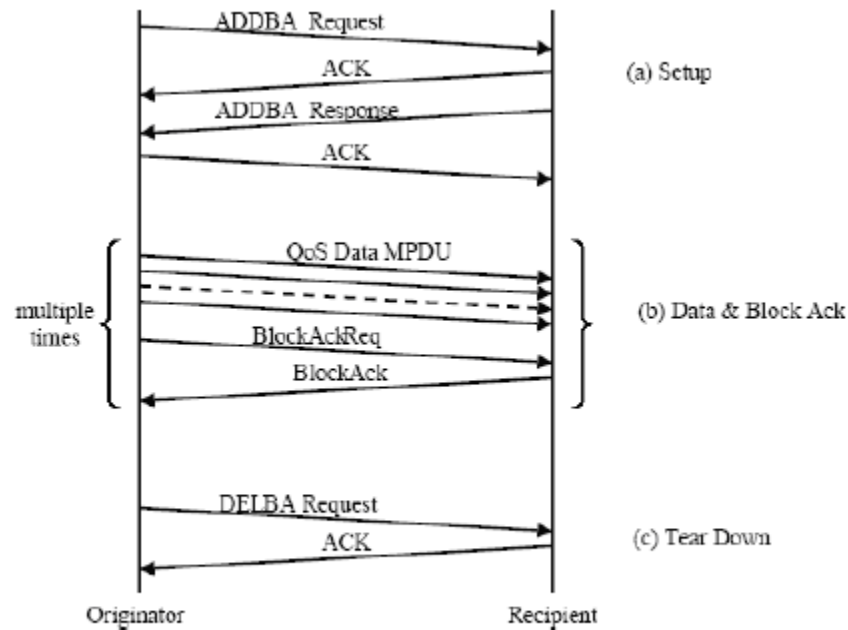 ADDBA Request
ACK
(a) Setup
ADDBA Response
ACK
QoS Data MPDU
multiple
times
(b) Data & Block Ack
BlockAckReq
BlockAck
DELBA Request
ACK
(c) Tear Down
Originator
Recipient